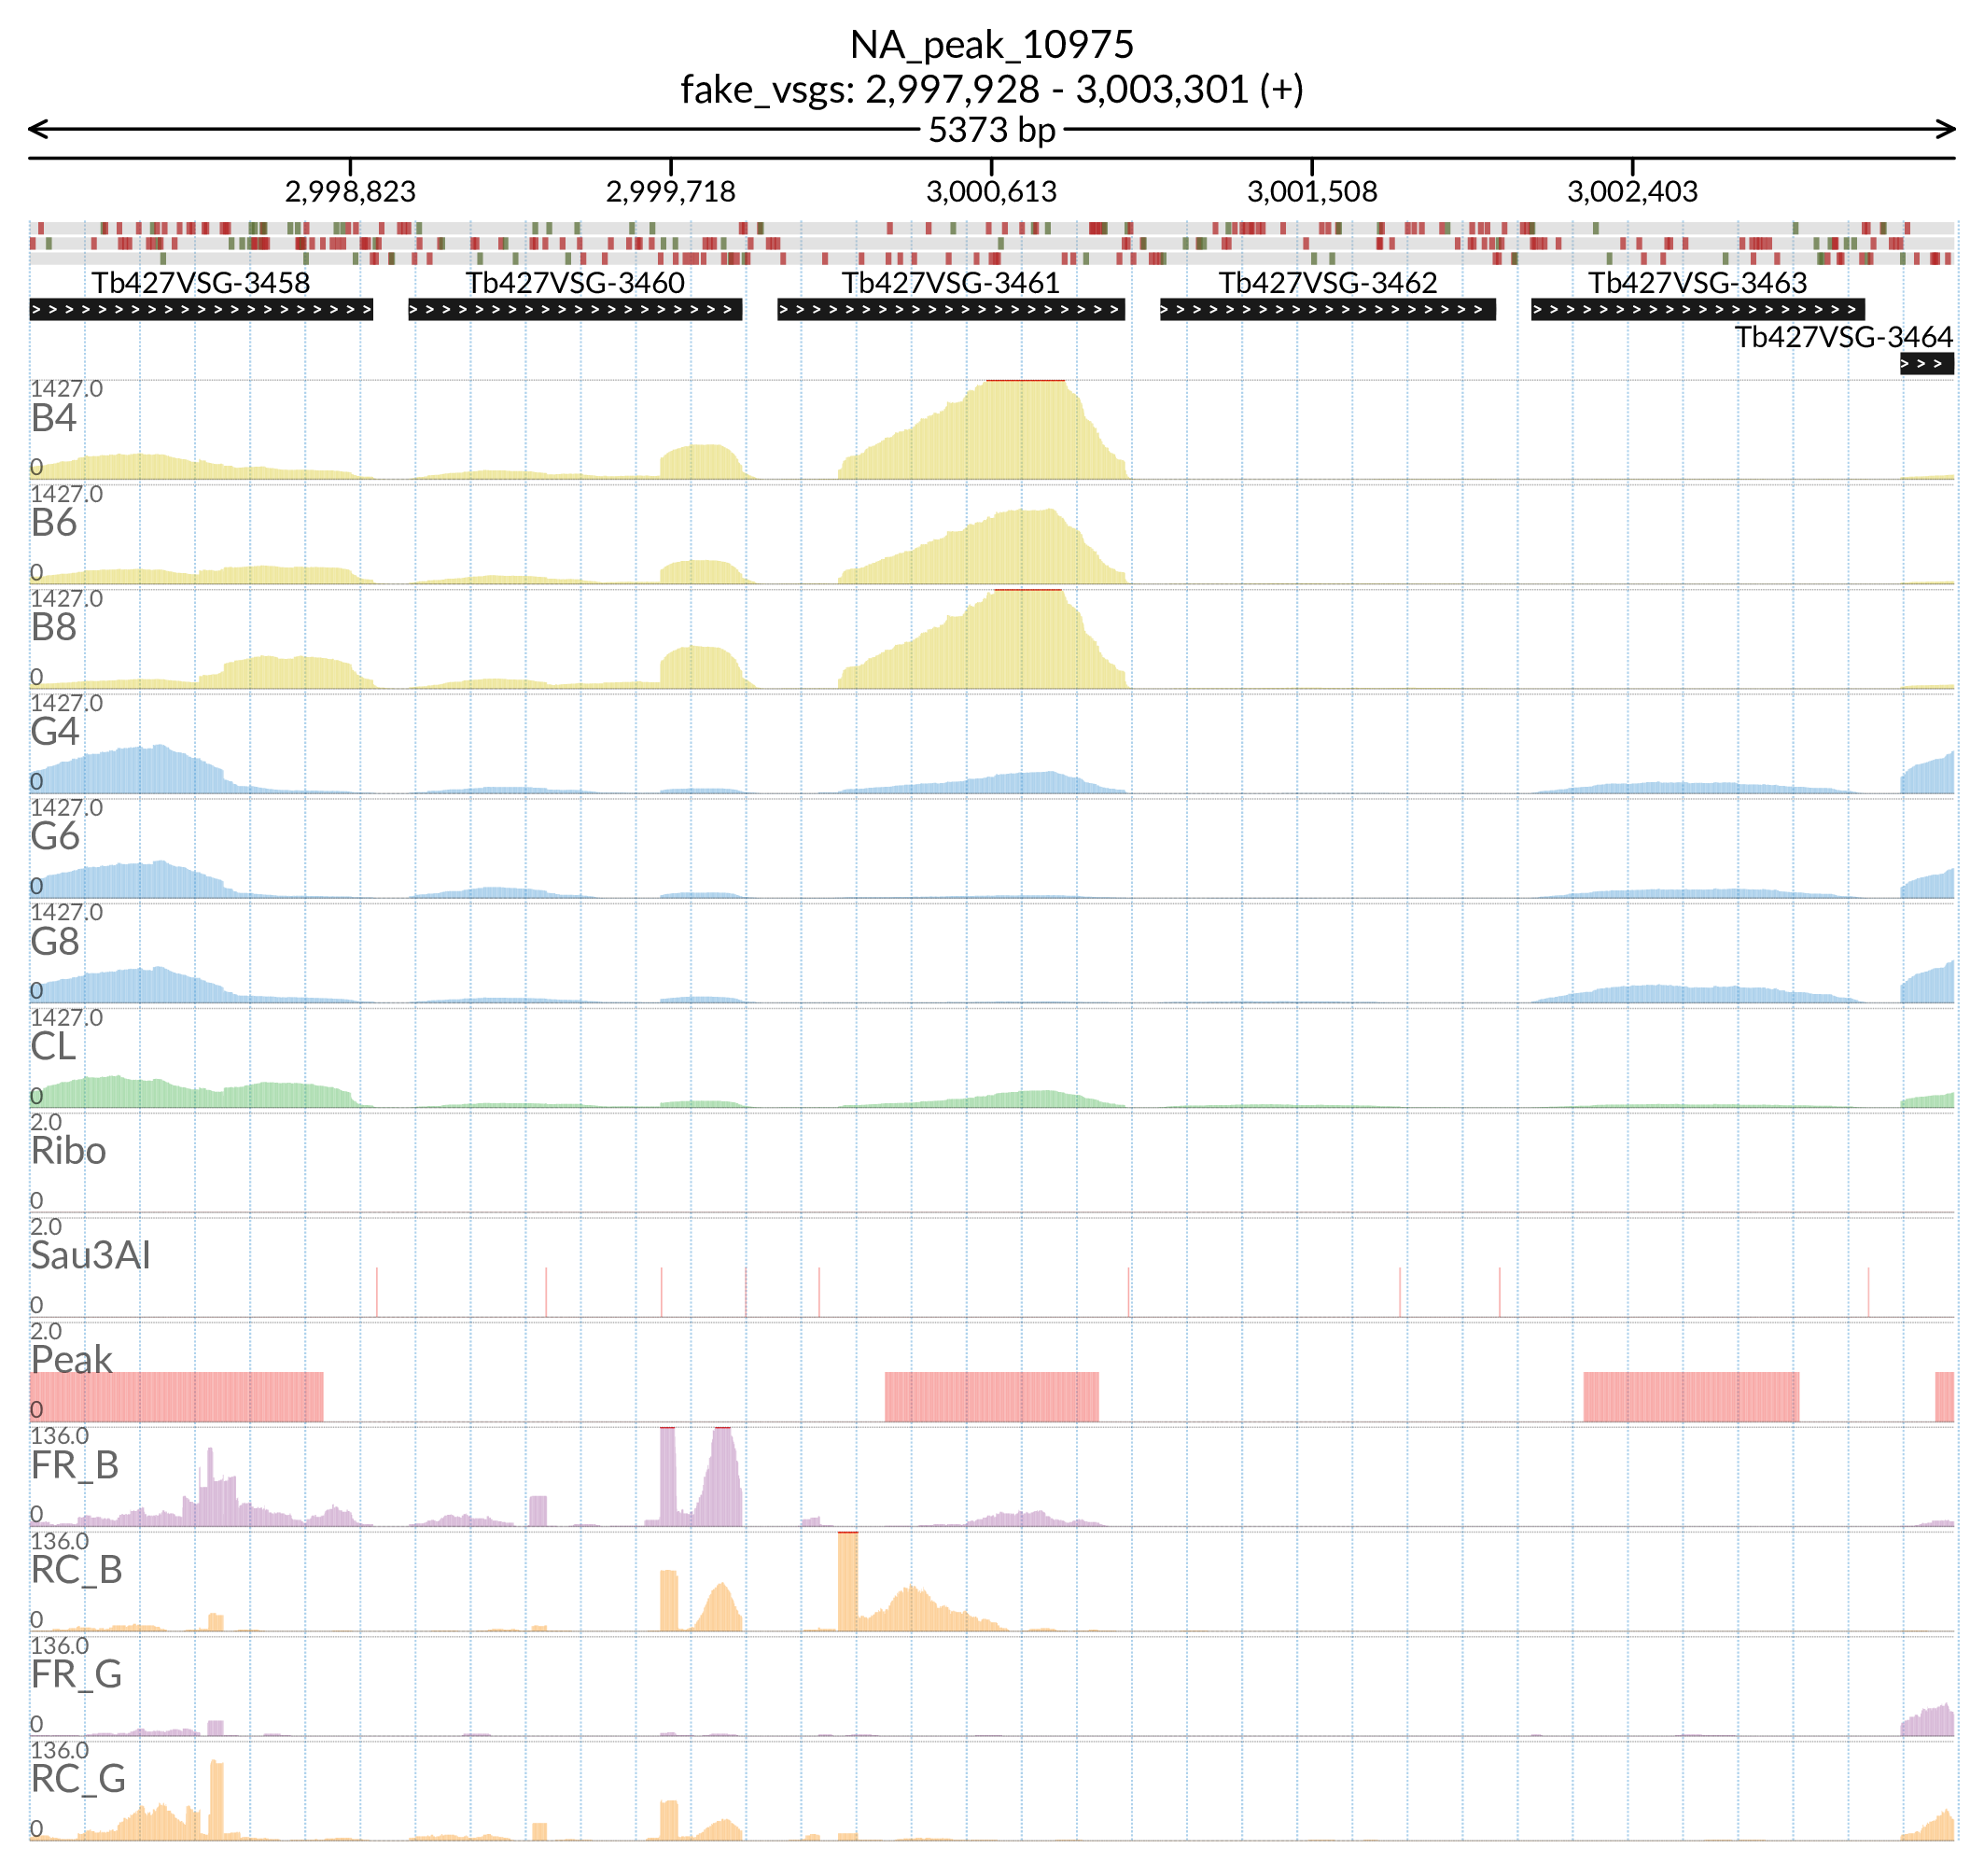 NA_peak_10975
fake_vsgs: 2,997,928 - 3,003,301 (+)
5373 bp
2,998,823 2,999,718 3,000,613 3,001,508 3,002,403
Tb427VSG-3458 Tb427VSG-3460 Tb427VSG-3461 Tb427VSG-3462 Tb427VSG-3463
Tb427VSG-3464
1427.0
B4
0
1427.0
B6
0
1427.0
B8
0
1427.0
G4
0
1427.0
G6
0
1427.0
G8
0
1427.0
CL
0
2.0
Ribo
0
2.0
Sau3AI
0
2.0
Peak
0
136.0
FR_B
0
136.0
RC_B
0
136.0
FR_G
0
136.0
RC_G
0